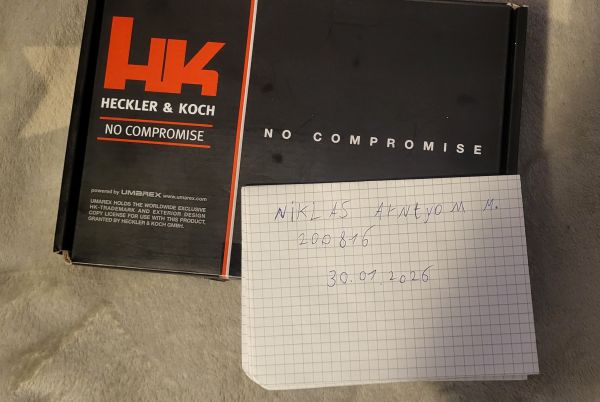 HK
HECKLER & KOCH
NO COMPROMISE
NO COMPROMISE
powered by UMAREX www.umarex.com
UMAREX HOLDS THE WORLDWIDE EXCLUSIVE
HK-TRADEMARK AND EXTERIOR DESIGN
COPY LICENSE FOR USE WITH THIS PRODUCT,
GRANTED BY HECKLER & KOCH GMBH.
NIKLAS ARNtyOM M.
200816
30.01.2026